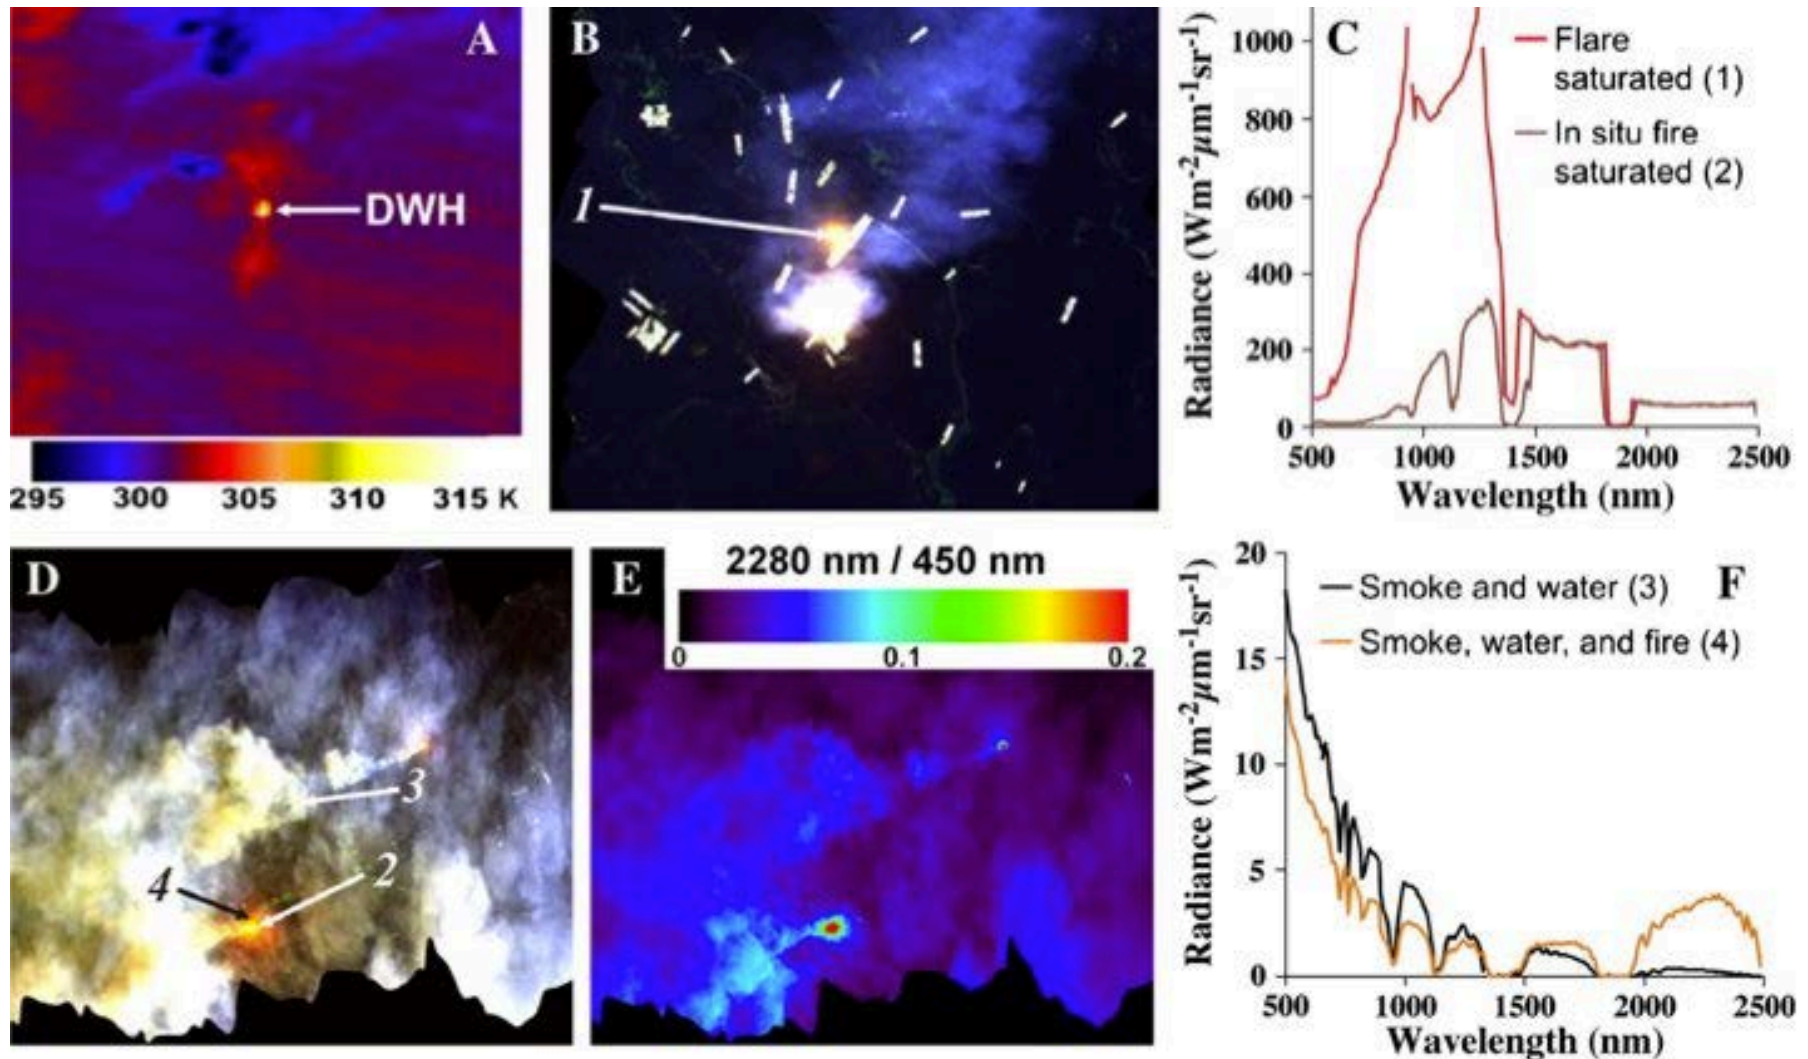 A
DWH
295 300 305 310 315 K
B
1
C
Radiance (Wm-2μm-1sr-1)
1000
800
600
400
200
0
Flare
saturated (1)
In situ fire
saturated (2)
500 1000 1500 2000 2500
Wavelength (nm)
D
3
4
2
E
2280 nm / 450 nm
0 0.1 0.2
F
Radiance (Wm-2μm-1sr-1)
20
15
10
5
0
Smoke and water (3)
Smoke, water, and fire (4)
500 1000 1500 2000 2500
Wavelength (nm)